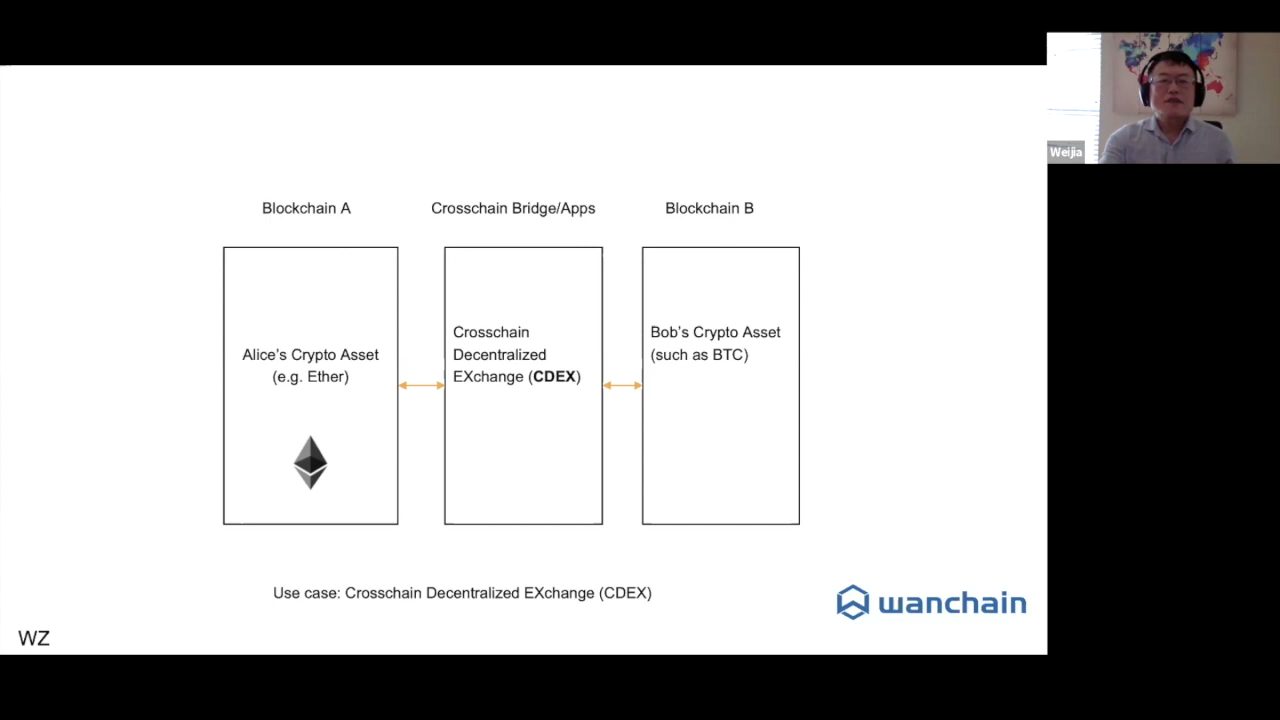 Weijia
Blockchain A
Crosschain Bridge/Apps
Blockchain B
Alice's Crypto Asset
(e.g. Ether)
Crosschain
Decentralized
EXchange (CDEX)
Bob's Crypto Asset
(such as BTC)
Use case: Crosschain Decentralized EXchange (CDEX)
wanchain
WZ